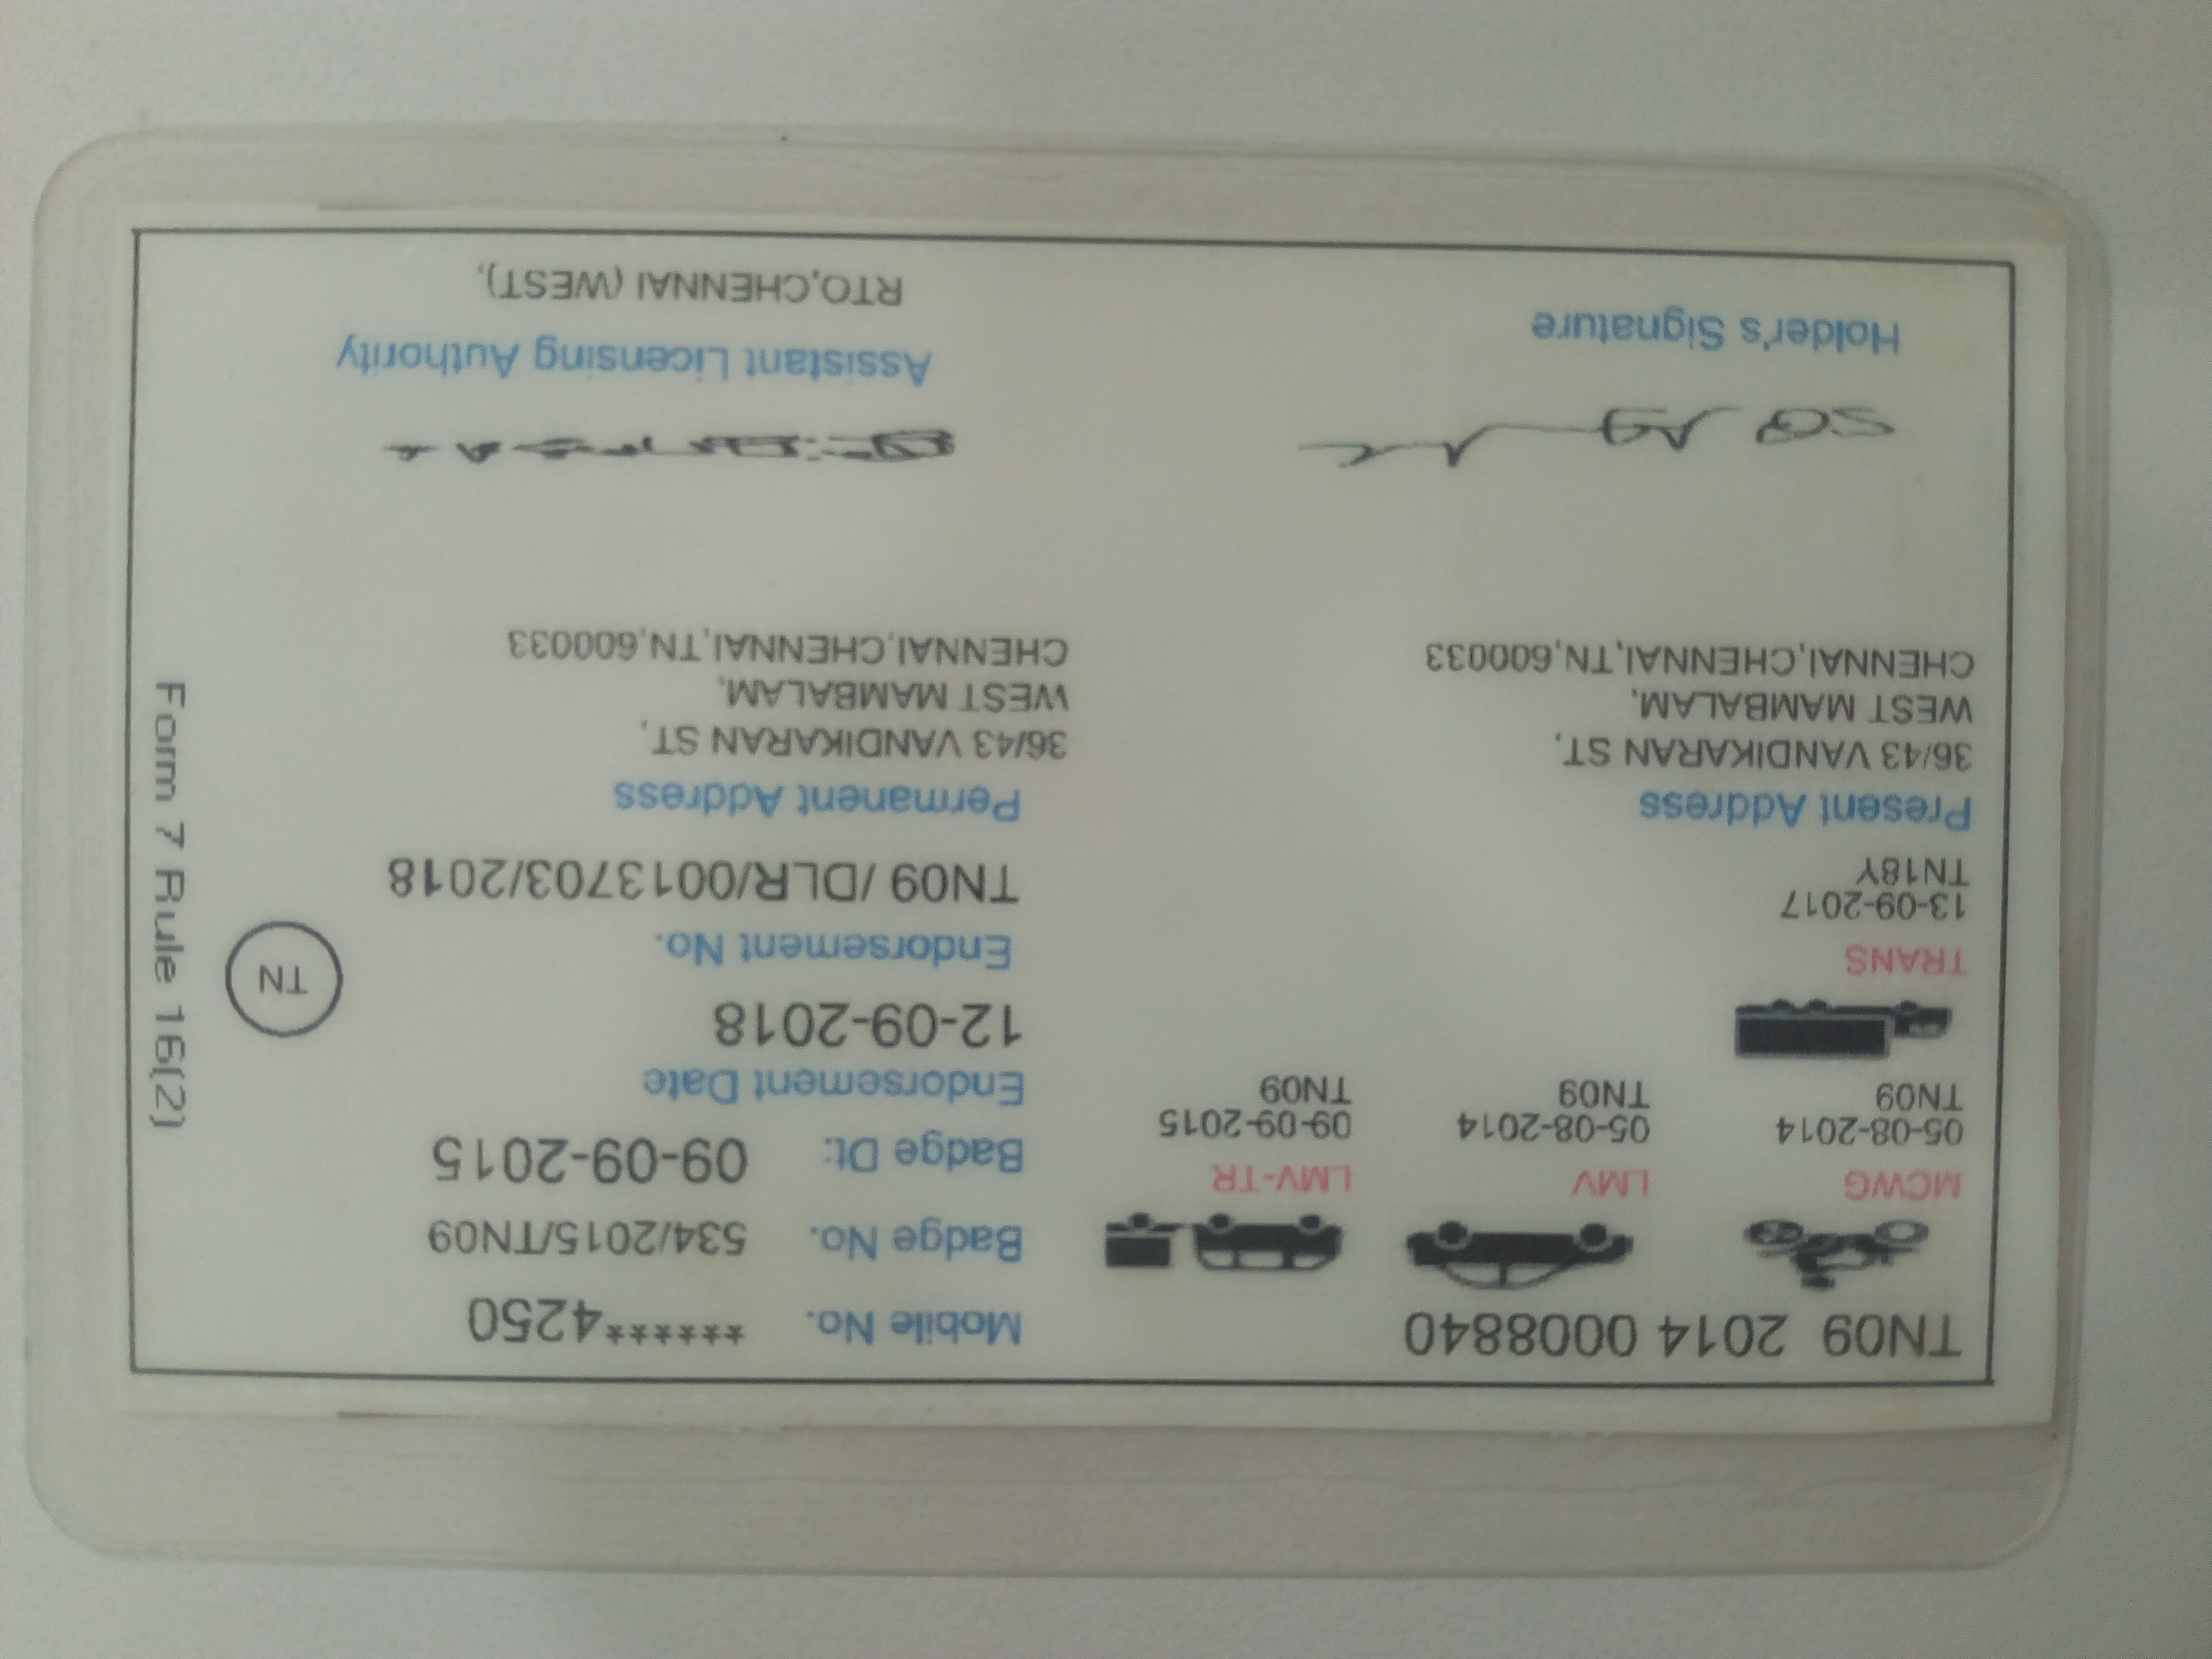 TN09 2014 0008840
MCWG
05-08-2014
TN09
LMV
05-08-2014
TN09
LMV-TR
09-09-2015
TN09
TRANS
13-09-2017
TN18Y
Present Address
36/43 VANDIKARAN ST,
WEST MAMBALAM,
CHENNAI,CHENNAI,TN,600033
Holder's Signature
Mobile No. ******4250
Badge No. 534/2015/TN09
Badge Dt: 09-09-2015
Endorsement Date
12-09-2018
Endorsement No.
TN09 /DLR/0013703/2018
Permanent Address
36/43 VANDIKARAN ST,
WEST MAMBALAM,
CHENNAI,CHENNAI,TN,600033
Assistant Licensing Authority
RTO,CHENNAI (WEST),
TN
Form 7 Rule 16(2)